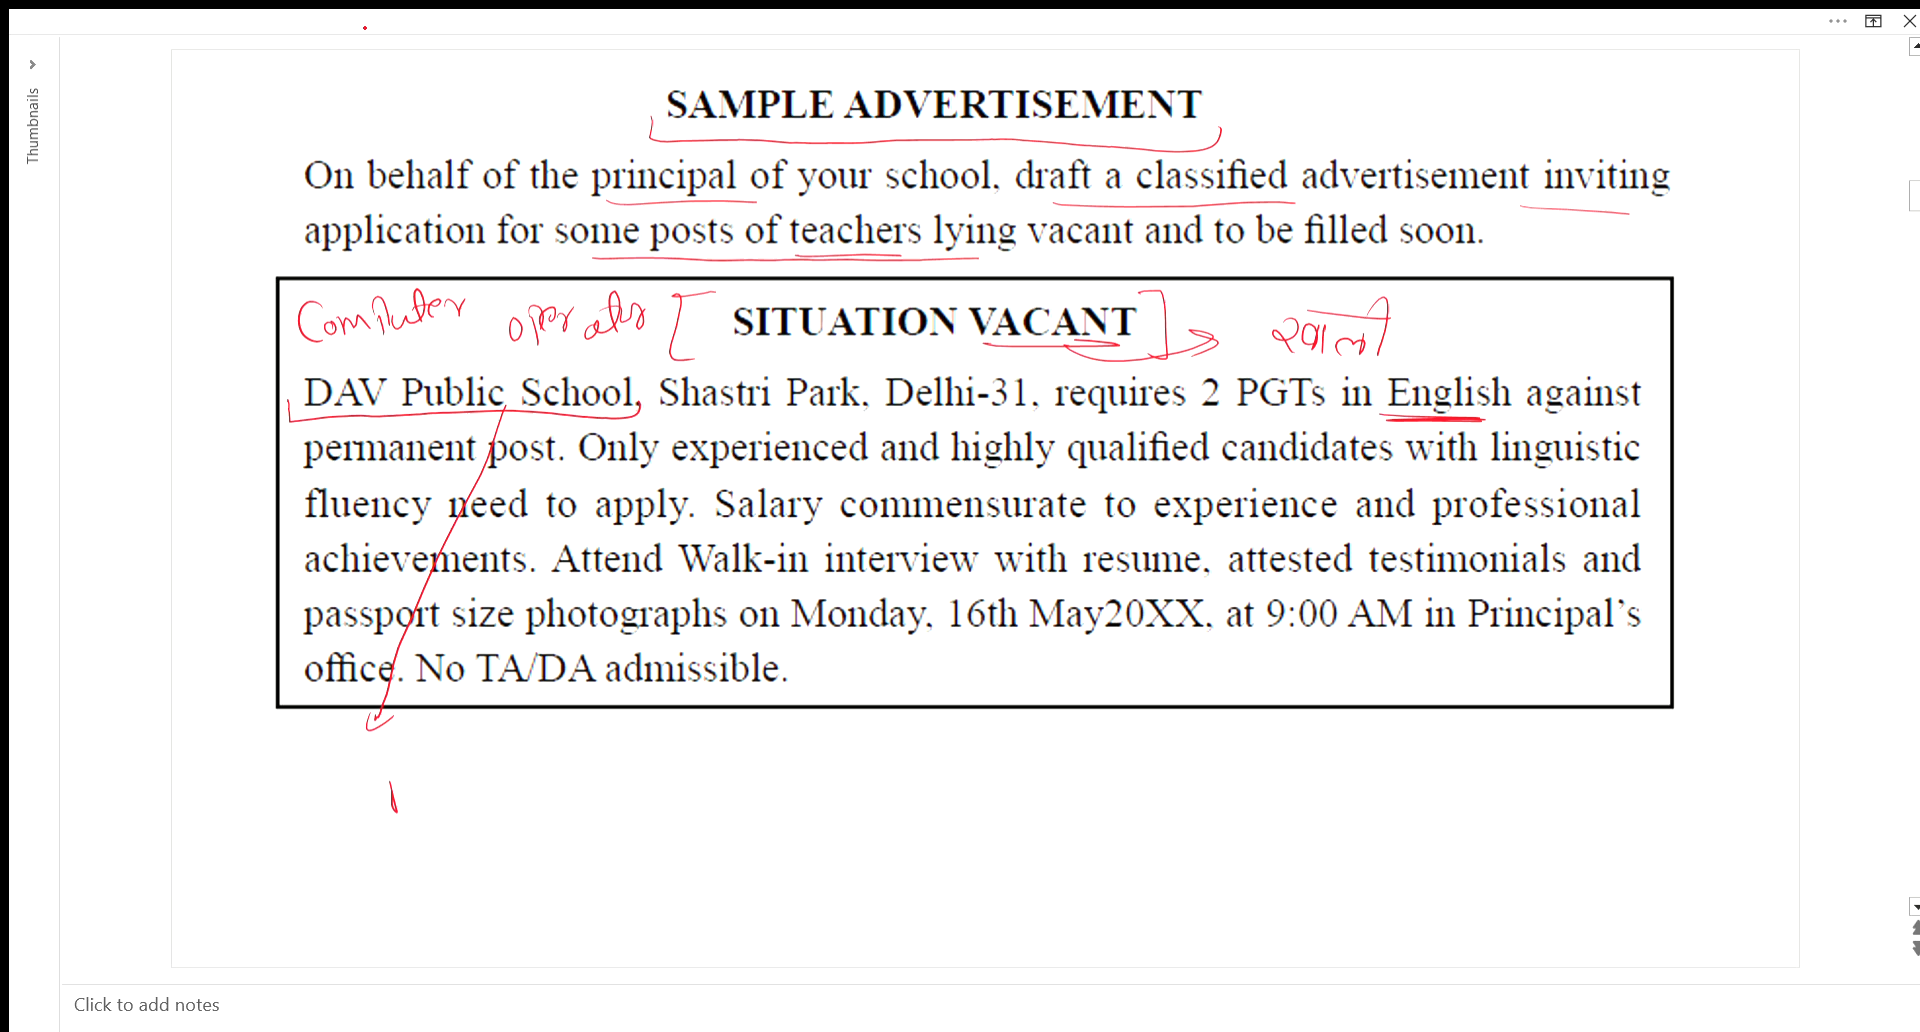 Thumbnails
SAMPLE ADVERTISEMENT
On behalf of the principal of your school, draft a classified advertisement inviting
application for some posts of teachers lying vacant and to be filled soon.
Computer operator [ SITUATION VACANT ] → खाली
DAV Public School, Shastri Park, Delhi-31, requires 2 PGTs in English against
permanent post. Only experienced and highly qualified candidates with linguistic
fluency need to apply. Salary commensurate to experience and professional
achievements. Attend Walk-in interview with resume, attested testimonials and
passport size photographs on Monday, 16th May20XX, at 9:00 AM in Principal’s
office. No TA/DA admissible.
Click to add notes